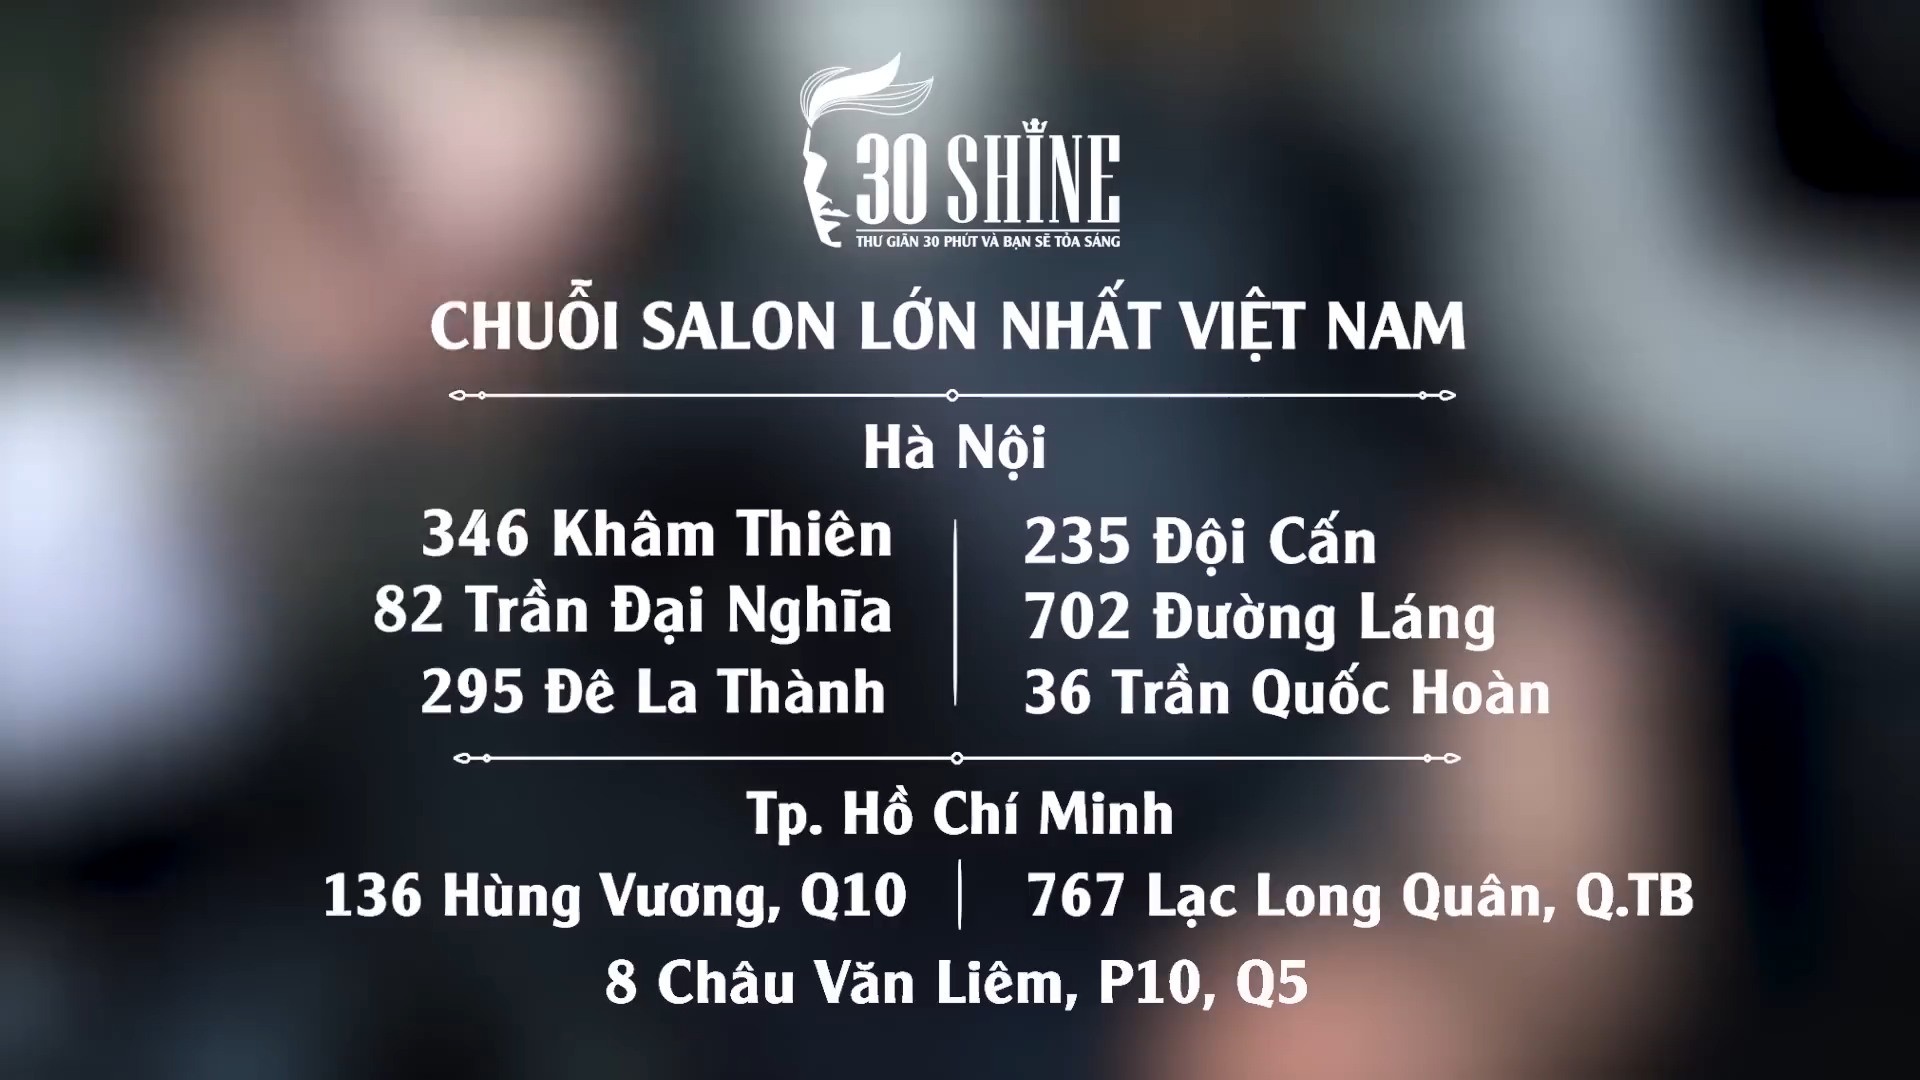 30 SHINE
THƯ GIÃN 30 PHÚT VÀ BẠN SẼ TỎA SÁNG
CHUỖI SALON LỚN NHẤT VIỆT NAM
Hà Nội
346 Khâm Thiên
82 Trần Đại Nghĩa
295 Đê La Thành
235 Đội Cấn
702 Đường Láng
36 Trần Quốc Hoàn
Tp. Hồ Chí Minh
136 Hùng Vương, Q10
767 Lạc Long Quân, Q.TB
8 Châu Văn Liêm, P10, Q5